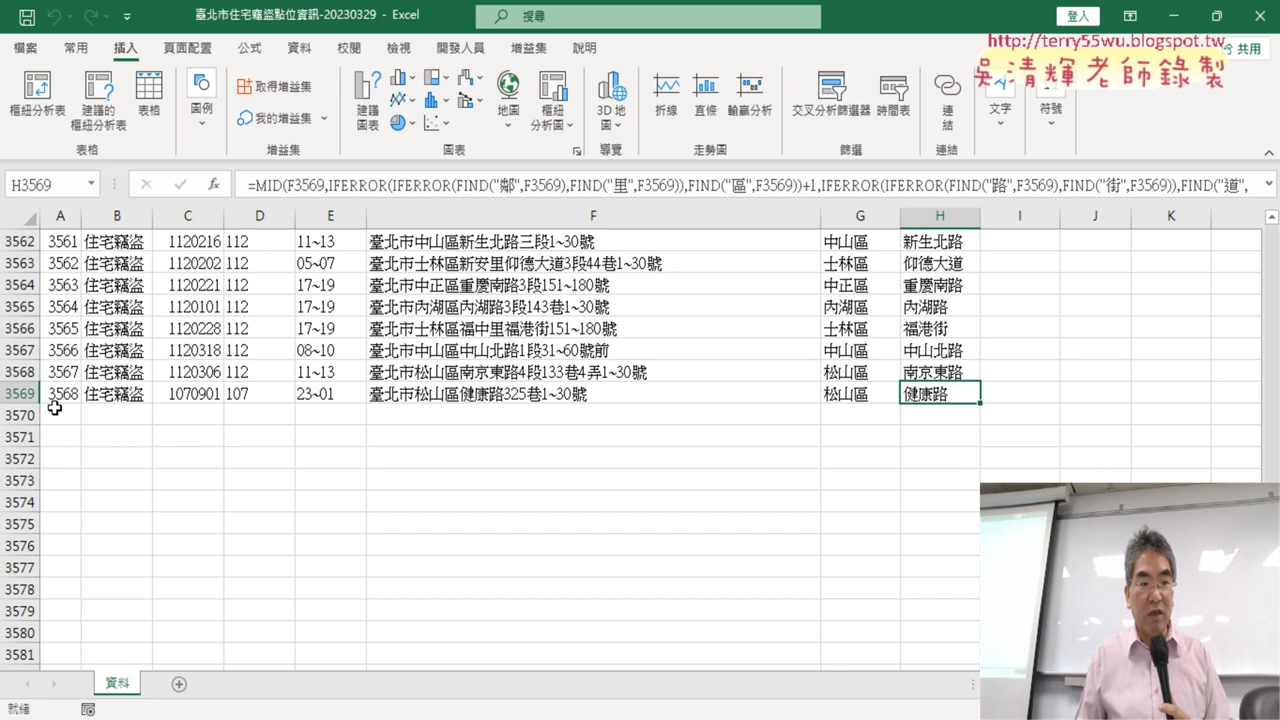 臺北市住宅竊盜點位資訊-20230329 - Excel
搜尋
登入
http://terry55wu.blogspot.tw
吳清輝老師錄製
檔案 常用 插入 頁面配置 公式 資料 校閱 檢視 開發人員 增益集 說明
共用
樞紐分析表 建議的樞紐分析表 表格 圖例 取得增益集 我的增益集 建議圖表 地圖 樞紐分析圖 3D 地圖 折線 直條 輸贏分析 交叉分析篩選器 時間表 連結 文字 符號
表格 增益集 圖表 導覽 走勢圖 篩選 連結
H3569 fx =MID(F3569,IFERROR(IFERROR(FIND("鄰",F3569),FIND("里",F3569)),FIND("區",F3569))+1,IFERROR(IFERROR(FIND("路",F3569),FIND("街",F3569)),FIND("道",
A B C D E F G H I J K
3562 3561 住宅竊盜 1120216 112 11~13 臺北市中山區新生北路三段1~30號 中山區 新生北路
3563 3562 住宅竊盜 1120202 112 05~07 臺北市士林區新安里仰德大道3段44巷1~30號 士林區 仰德大道
3564 3563 住宅竊盜 1120221 112 17~19 臺北市中正區重慶南路3段151~180號 中正區 重慶南路
3565 3564 住宅竊盜 1120101 112 17~19 臺北市內湖區內湖路3段143巷1~30號 內湖區 內湖路
3566 3565 住宅竊盜 1120228 112 17~19 臺北市士林區福中里福港街151~180號 士林區 福港街
3567 3566 住宅竊盜 1120318 112 08~10 臺北市中山區中山北路1段31~60號前 中山區 中山北路
3568 3567 住宅竊盜 1120306 112 11~13 臺北市松山區南京東路4段133巷4弄1~30號 松山區 南京東路
3569 3568 住宅竊盜 1070901 107 23~01 臺北市松山區健康路325巷1~30號 松山區 健康路
3570
3571
3572
3573
3574
3575
3576
3577
3578
3579
3580
3581
資料
就緒